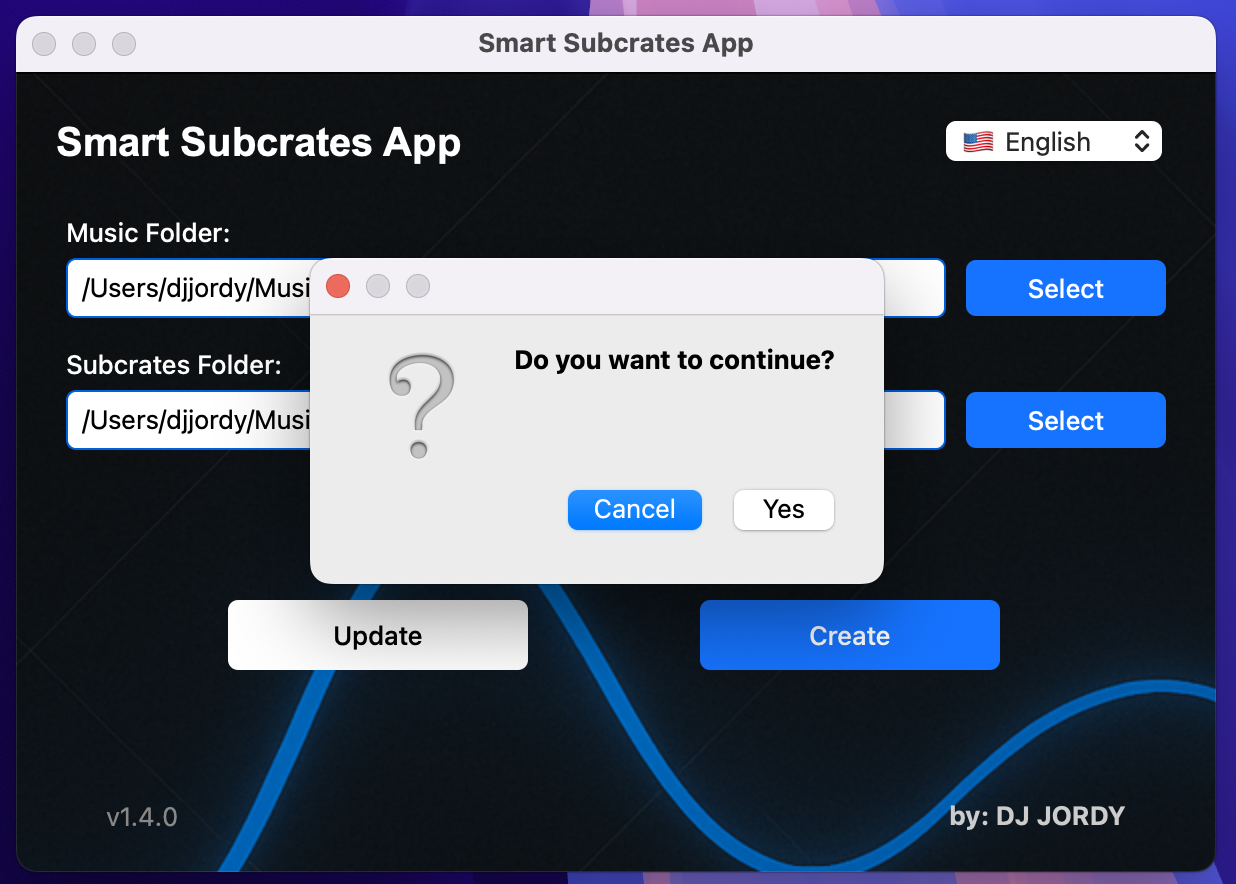 Smart Subcrates App
Smart Subcrates App
English
Music Folder:
/Users/djjordy/Musi
Select
Do you want to continue?
Subcrates Folder:
/Users/djjordy/Musi
Select
Cancel
Yes
Update
Create
v1.4.0
by: DJ JORDY